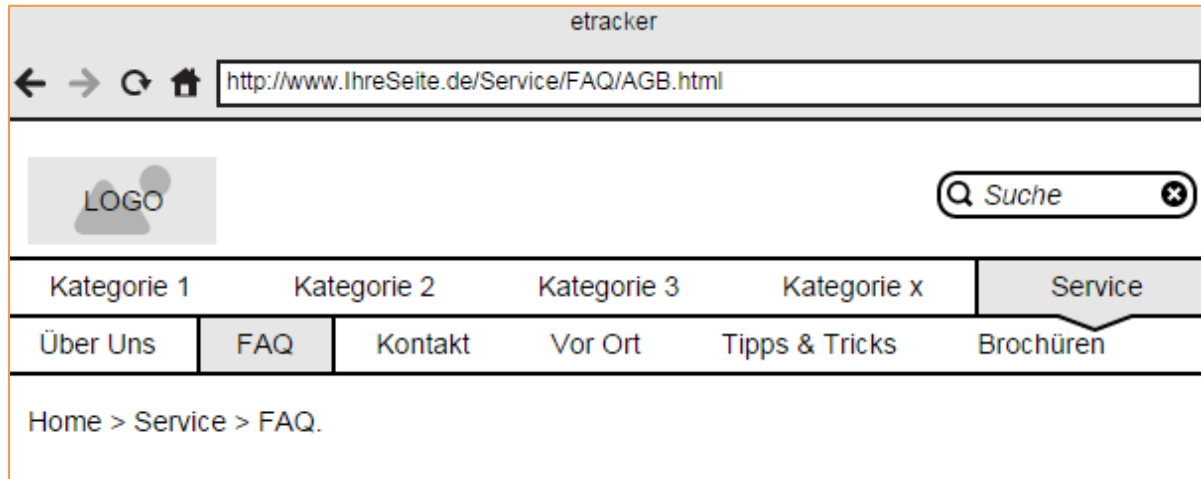 etracker
http://www.IhreSeite.de/Service/FAQ/AGB.html
LOGO
Suche
Kategorie 1 Kategorie 2 Kategorie 3 Kategorie x Service
Über Uns FAQ Kontakt Vor Ort Tipps & Tricks Brochüren
Home > Service > FAQ.